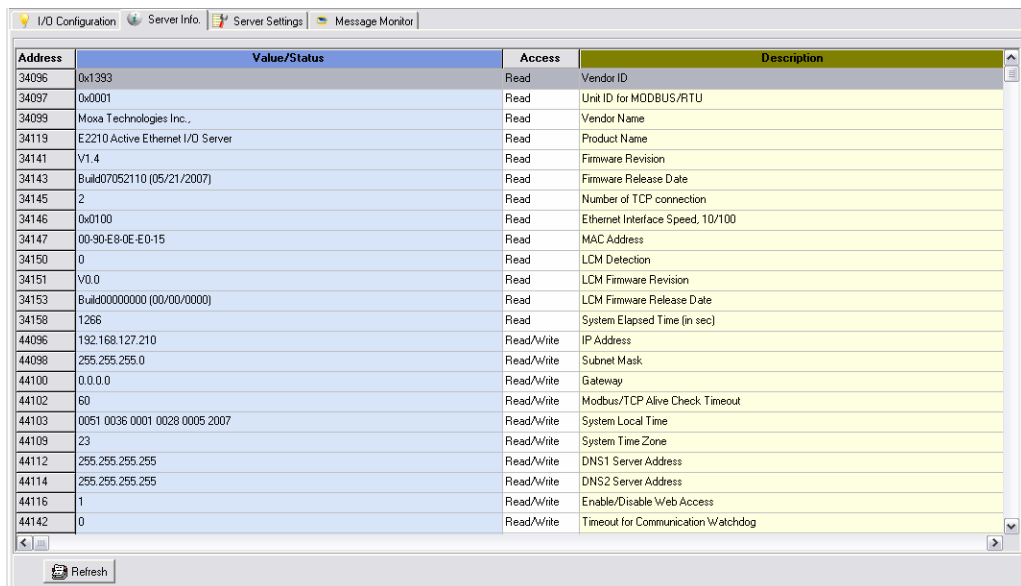 I/O Configuration Server Info. Server Settings Message Monitor
Address Value/Status Access Description
34096 0x1393 Read Vendor ID
34097 0x0001 Read Unit ID for MODBUS/RTU
34099 Moxa Technologies Inc., Read Vendor Name
34119 E2210 Active Ethernet I/O Server Read Product Name
34141 V1.4 Read Firmware Revision
34143 Build07052110 (05/21/2007) Read Firmware Release Date
34145 2 Read Number of TCP connection
34146 0x0100 Read Ethernet Interface Speed, 10/100
34147 00-90-E8-0E-E0-15 Read MAC Address
34150 0 Read LCM Detection
34151 V0.0 Read LCM Firmware Revision
34153 Build00000000 (00/00/0000) Read LCM Firmware Release Date
34158 1266 Read System Elapsed Time (in sec)
44096 192.168.127.210 Read/Write IP Address
44098 255.255.255.0 Read/Write Subnet Mask
44100 0.0.0.0 Read/Write Gateway
44102 60 Read/Write Modbus/TCP Alive Check Timeout
44103 0051 0036 0001 0028 0005 2007 Read/Write System Local Time
44109 23 Read/Write System Time Zone
44112 255.255.255.255 Read/Write DNS1 Server Address
44114 255.255.255.255 Read/Write DNS2 Server Address
44116 1 Read/Write Enable/Disable Web Access
44142 0 Read/Write Timeout for Communication Watchdog
Refresh